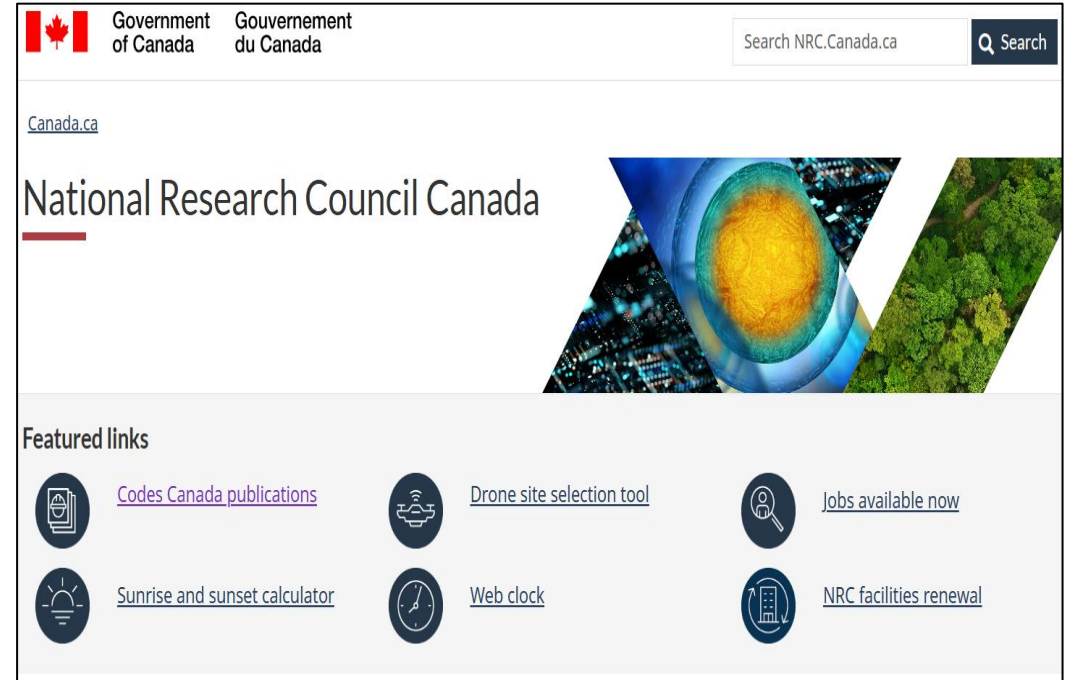 Government of Canada
Gouvernement du Canada
Search NRC.Canada.ca
Search
Canada.ca
National Research Council Canada
Featured links
Codes Canada publications
Drone site selection tool
Jobs available now
Sunrise and sunset calculator
Web clock
NRC facilities renewal